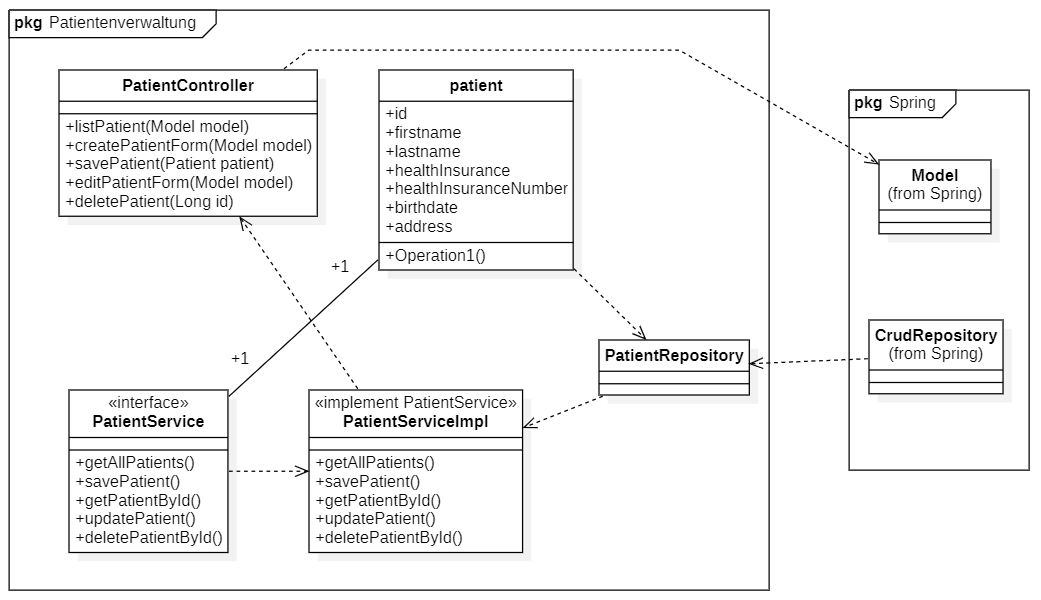 pkg Patientenverwaltung
PatientController
+listPatient(Model model)
+createPatientForm(Model model)
+savePatient(Patient patient)
+editPatientForm(Model model)
+deletePatient(Long id)
patient
+id
+firstname
+lastname
+healthInsurance
+healthInsuranceNumber
+birthdate
+address
+Operation1()
pkg Spring
Model
(from Spring)
+1
+1
PatientRepository
CrudRepository
(from Spring)
«interface»
PatientService
+getAllPatients()
+savePatient()
+getPatientById()
+updatePatient()
+deletePatientById()
«implement PatientService»
PatientServiceImpl
+getAllPatients()
+savePatient()
+getPatientById()
+updatePatient()
+deletePatientById()